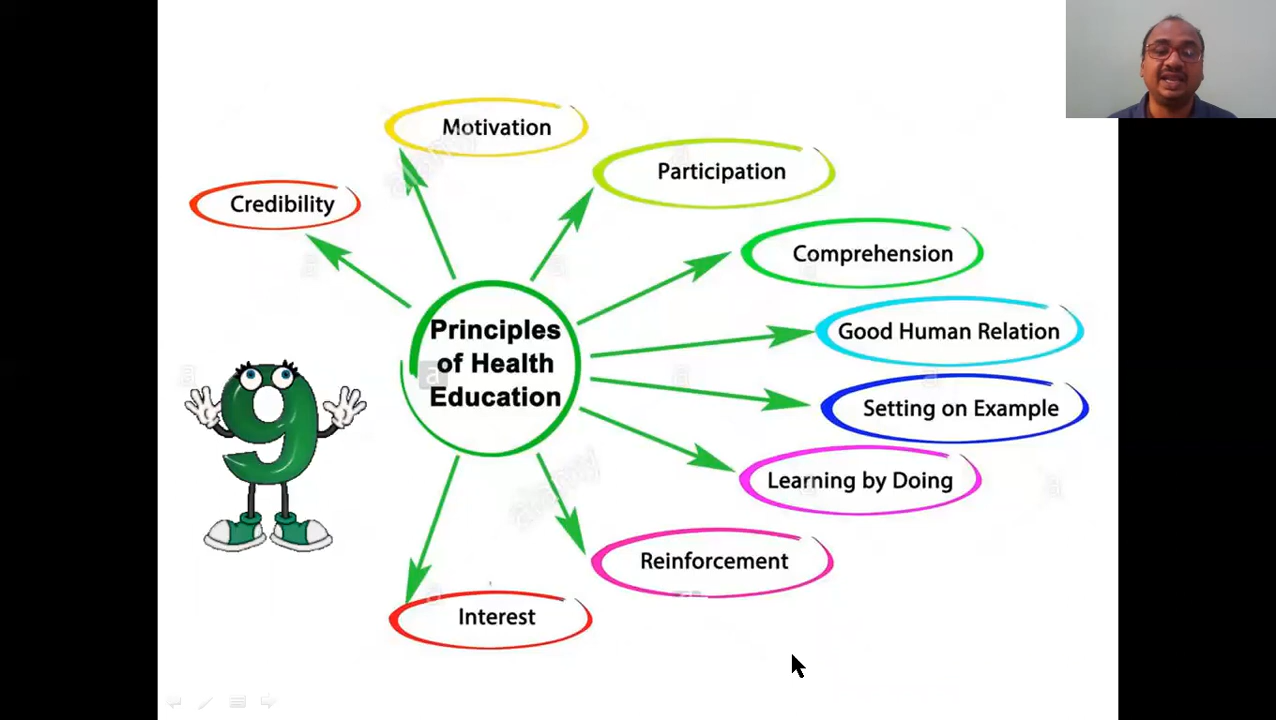 Motivation
Participation
Credibility
Comprehension
Principles
of Health
Education
Good Human Relation
Setting on Example
Learning by Doing
Reinforcement
Interest
9
a
a
a
a
a
a